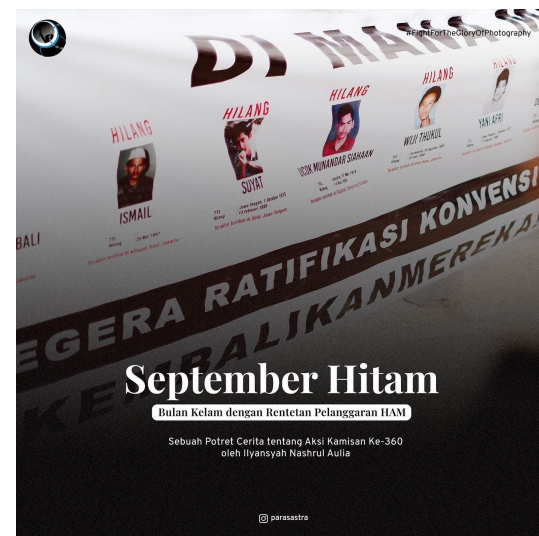 #FightForTheGloryOfPhotography
DI MANA M
HILANG
ISMAIL
HILANG
SUYAT
HILANG
UCOK MUNANDAR SIAHAAN
HILANG
WIJI THUKUL
HILANG
YANI AFRI
BALI
EGERA RATIFIKASI KONVENSI
KEMBALIKANMEREKA
September Hitam
Bulan Kelam dengan Rentetan Pelanggaran HAM
Sebuah Potret Cerita tentang Aksi Kamisan Ke-360
oleh Ilyansyah Nashrul Aulia
parasastra